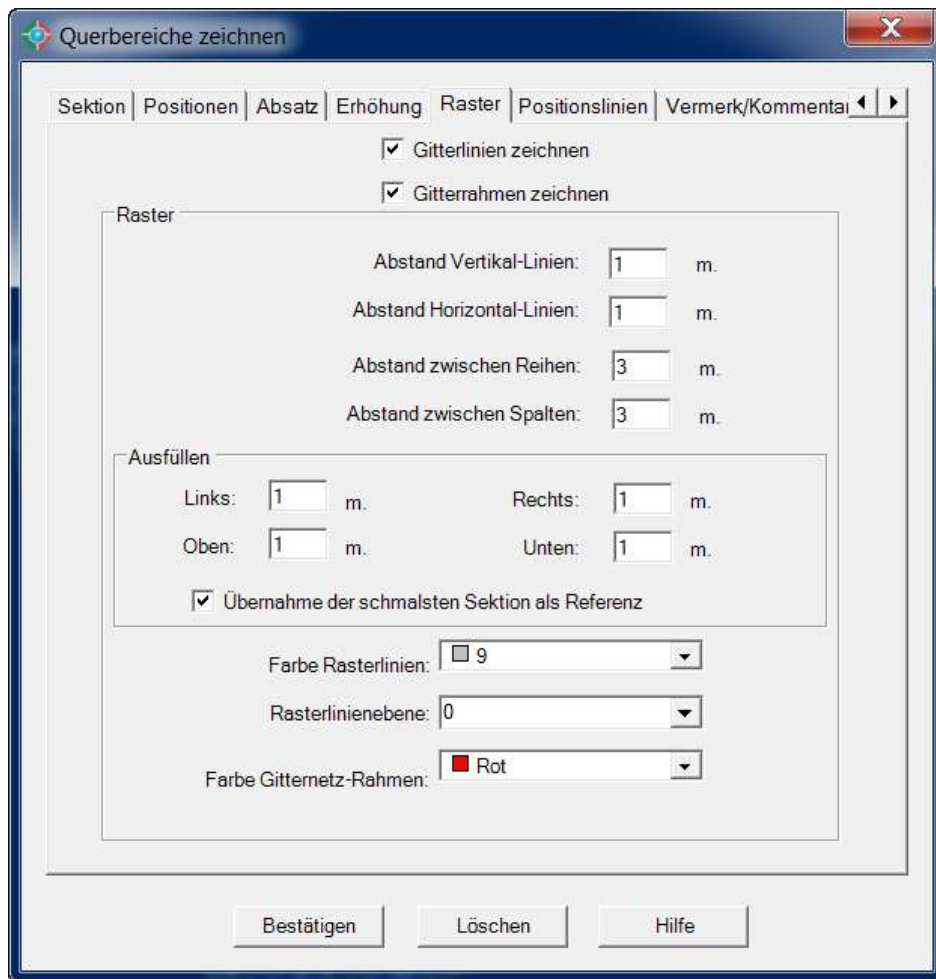 Querbereiche zeichnen
Sektion Positionen Absatz Erhöhung Raster Positionslinien Vermerk/Kommentar
Gitterlinien zeichnen
Gitterrahmen zeichnen
Raster
Abstand Vertikal-Linien: 1 m.
Abstand Horizontal-Linien: 1 m.
Abstand zwischen Reihen: 3 m.
Abstand zwischen Spalten: 3 m.
Ausfüllen
Links: 1 m. Rechts: 1 m.
Oben: 1 m. Unten: 1 m.
Übernahme der schmalsten Sektion als Referenz
Farbe Rasterlinien: 9
Rasterlinienebene: 0
Farbe Gitternetz-Rahmen: Rot
Bestätigen Löschen Hilfe